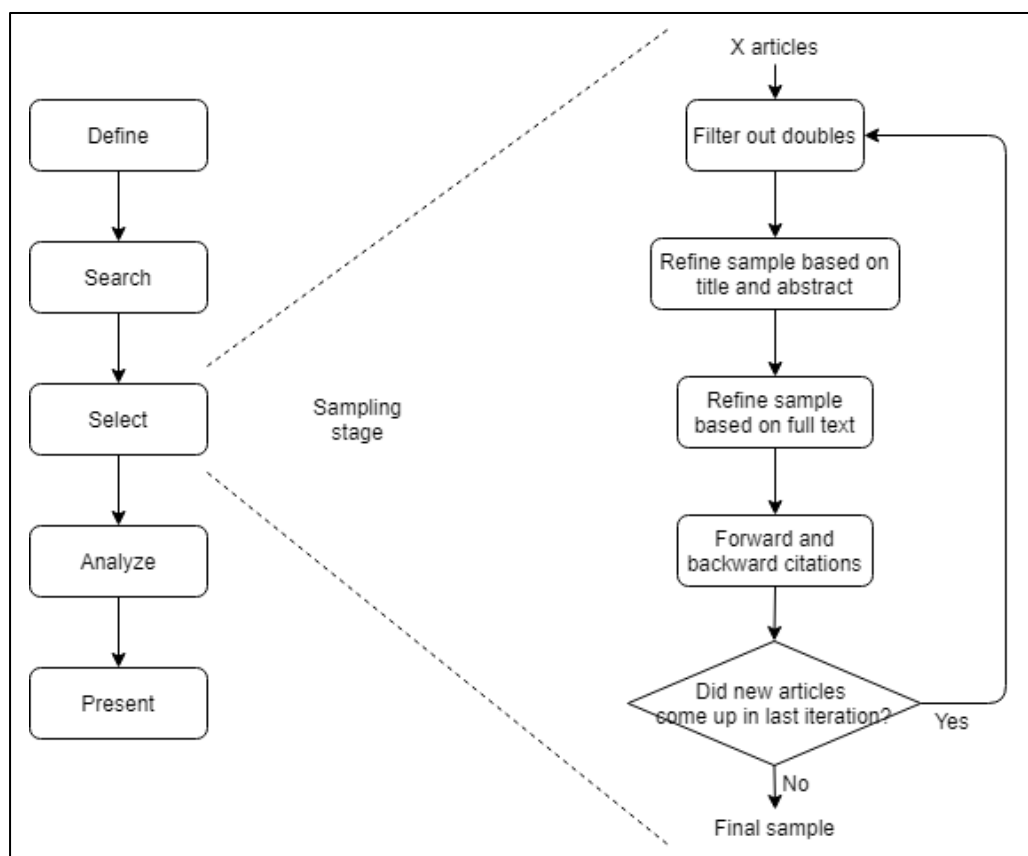 Define
Search
Select
Analyze
Present
Sampling
stage
X articles
Filter out doubles
Refine sample based on
title and abstract
Refine sample
based on full text
Forward and
backward citations
Did new articles
come up in last iteration?
Yes
No
Final sample